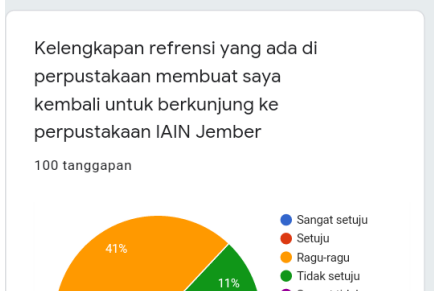 Kelengkapan refrensi yang ada di
perpustakaan membuat saya
kembali untuk berkunjung ke
perpustakaan IAIN Jember
100 tanggapan
Sangat setuju
Setuju
Ragu-ragu
Tidak setuju
41%
11%